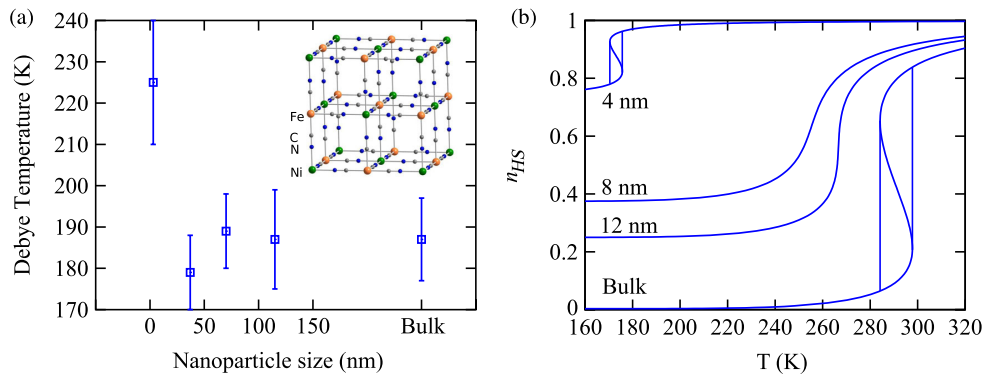 (a)
240
230
220
210
200
190
180
170
Debye Temperature (K)
Fe
C
N
Ni
0
50
100
150
Bulk
Nanoparticle size (nm)
(b)
1
0.8
0.6
0.4
0.2
0
n_HS
4 nm
8 nm
12 nm
Bulk
160
180
200
220
240
260
280
300
320
T (K)